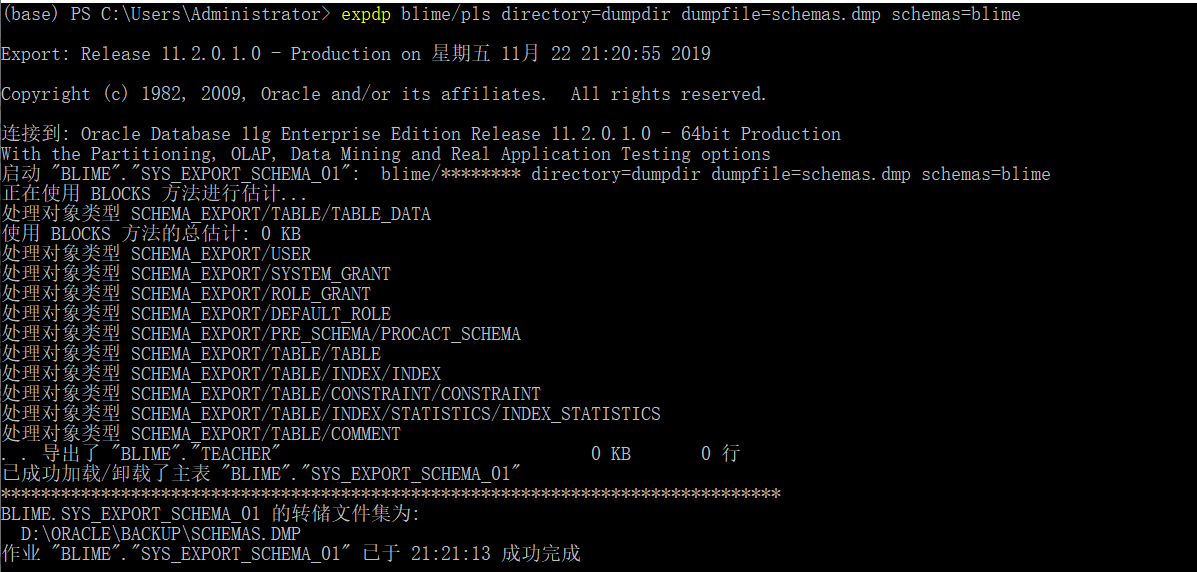 (base) PS C:\Users\Administrator> expdp blime/pls directory=dumpdir dumpfile=schemas.dmp schemas=blime
Export: Release 11.2.0.1.0 - Production on 星期五 11月 22 21:20:55 2019
Copyright (c) 1982, 2009, Oracle and/or its affiliates.  All rights reserved.
连接到: Oracle Database 11g Enterprise Edition Release 11.2.0.1.0 - 64bit Production
With the Partitioning, OLAP, Data Mining and Real Application Testing options
启动 "BLIME"."SYS_EXPORT_SCHEMA_01":  blime/******** directory=dumpdir dumpfile=schemas.dmp schemas=blime
正在使用 BLOCKS 方法进行估计...
处理对象类型 SCHEMA_EXPORT/TABLE/TABLE_DATA
使用 BLOCKS 方法的总估计: 0 KB
处理对象类型 SCHEMA_EXPORT/USER
处理对象类型 SCHEMA_EXPORT/SYSTEM_GRANT
处理对象类型 SCHEMA_EXPORT/ROLE_GRANT
处理对象类型 SCHEMA_EXPORT/DEFAULT_ROLE
处理对象类型 SCHEMA_EXPORT/PRE_SCHEMA/PROCACT_SCHEMA
处理对象类型 SCHEMA_EXPORT/TABLE/TABLE
处理对象类型 SCHEMA_EXPORT/TABLE/INDEX/INDEX
处理对象类型 SCHEMA_EXPORT/TABLE/CONSTRAINT/CONSTRAINT
处理对象类型 SCHEMA_EXPORT/TABLE/INDEX/STATISTICS/INDEX_STATISTICS
处理对象类型 SCHEMA_EXPORT/TABLE/COMMENT
. . 导出了 "BLIME"."TEACHER"                               0 KB       0 行
已成功加载/卸载了主表 "BLIME"."SYS_EXPORT_SCHEMA_01"
******************************************************************************
BLIME.SYS_EXPORT_SCHEMA_01 的转储文件集为:
  D:\ORACLE\BACKUP\SCHEMAS.DMP
作业 "BLIME"."SYS_EXPORT_SCHEMA_01" 已于 21:21:13 成功完成